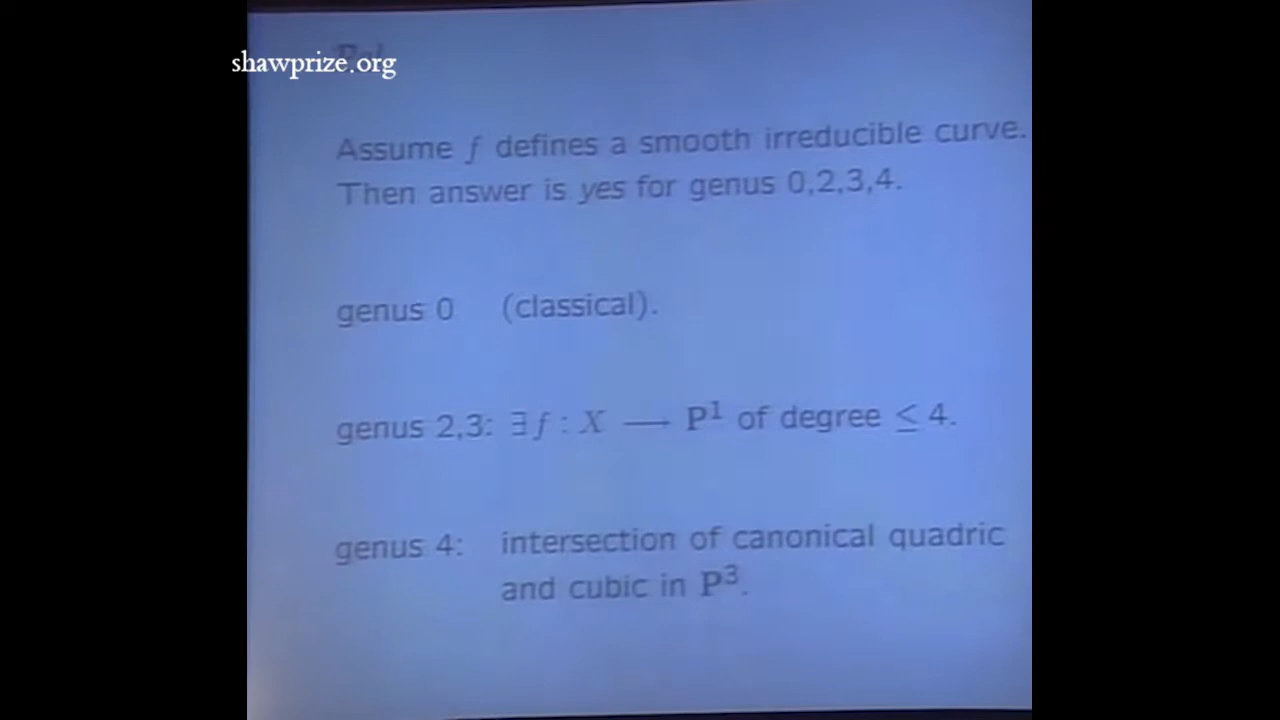 shawprize.org
Assume f defines a smooth irreducible curve.
Then answer is yes for genus 0,2,3,4.
genus 0 (classical).
genus 2,3: ∃ f : X ⟶ P¹ of degree ≤ 4.
genus 4: intersection of canonical quadric
and cubic in P³.